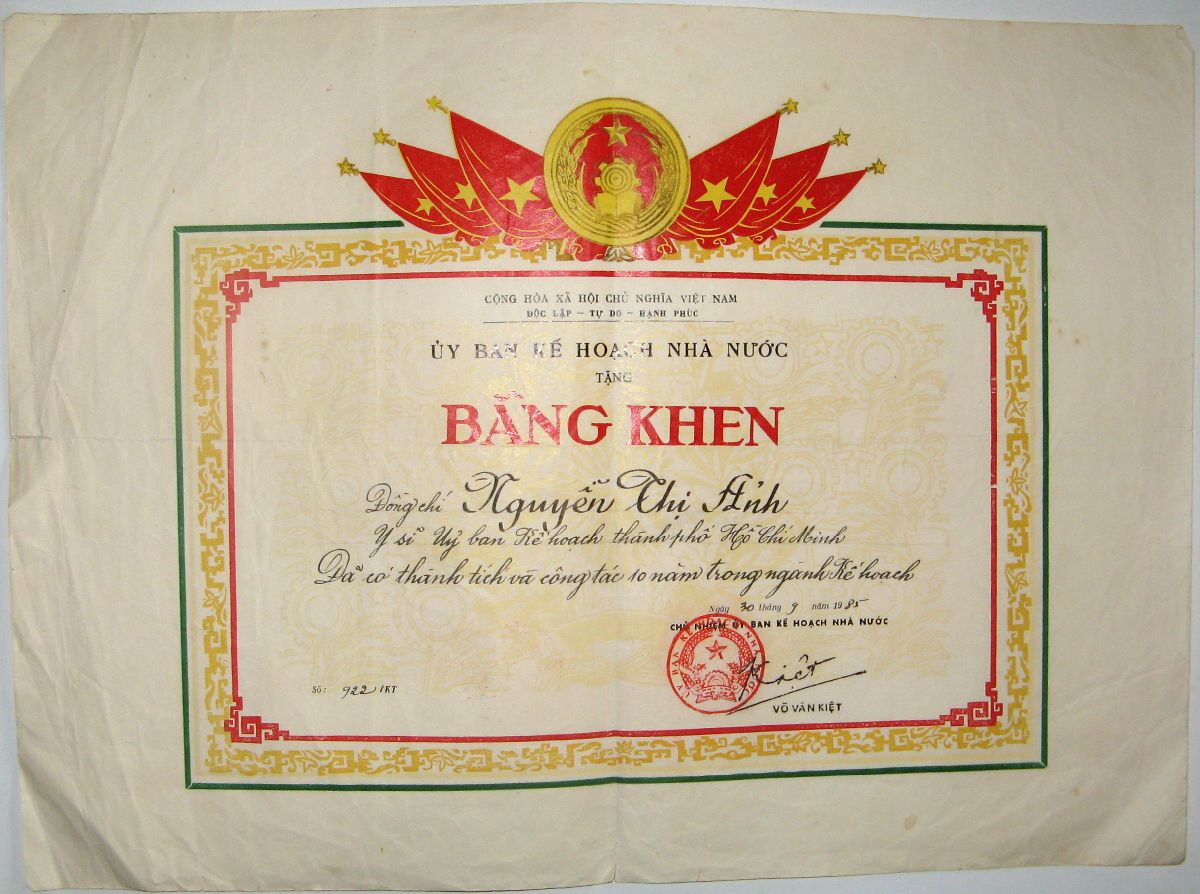 CỘNG HÒA XÃ HỘI CHỦ NGHĨA VIỆT NAM
ĐỘC LẬP – TỰ DO – HẠNH PHÚC
ỦY BAN KẾ HOẠCH NHÀ NƯỚC
TẶNG
BẰNG KHEN
Đồng chí Nguyễn Thị Ảnh
Y sĩ Uỷ ban Kế hoạch thành phố Hồ Chí Minh
Đã có thành tích và công tác 10 năm trong ngành Kế hoạch
Ngày 30 tháng 9 năm 1985
CHỦ NHIỆM ỦY BAN KẾ HOẠCH NHÀ NƯỚC
Số: 922/KT
Kiệt
VÕ VĂN KIỆT